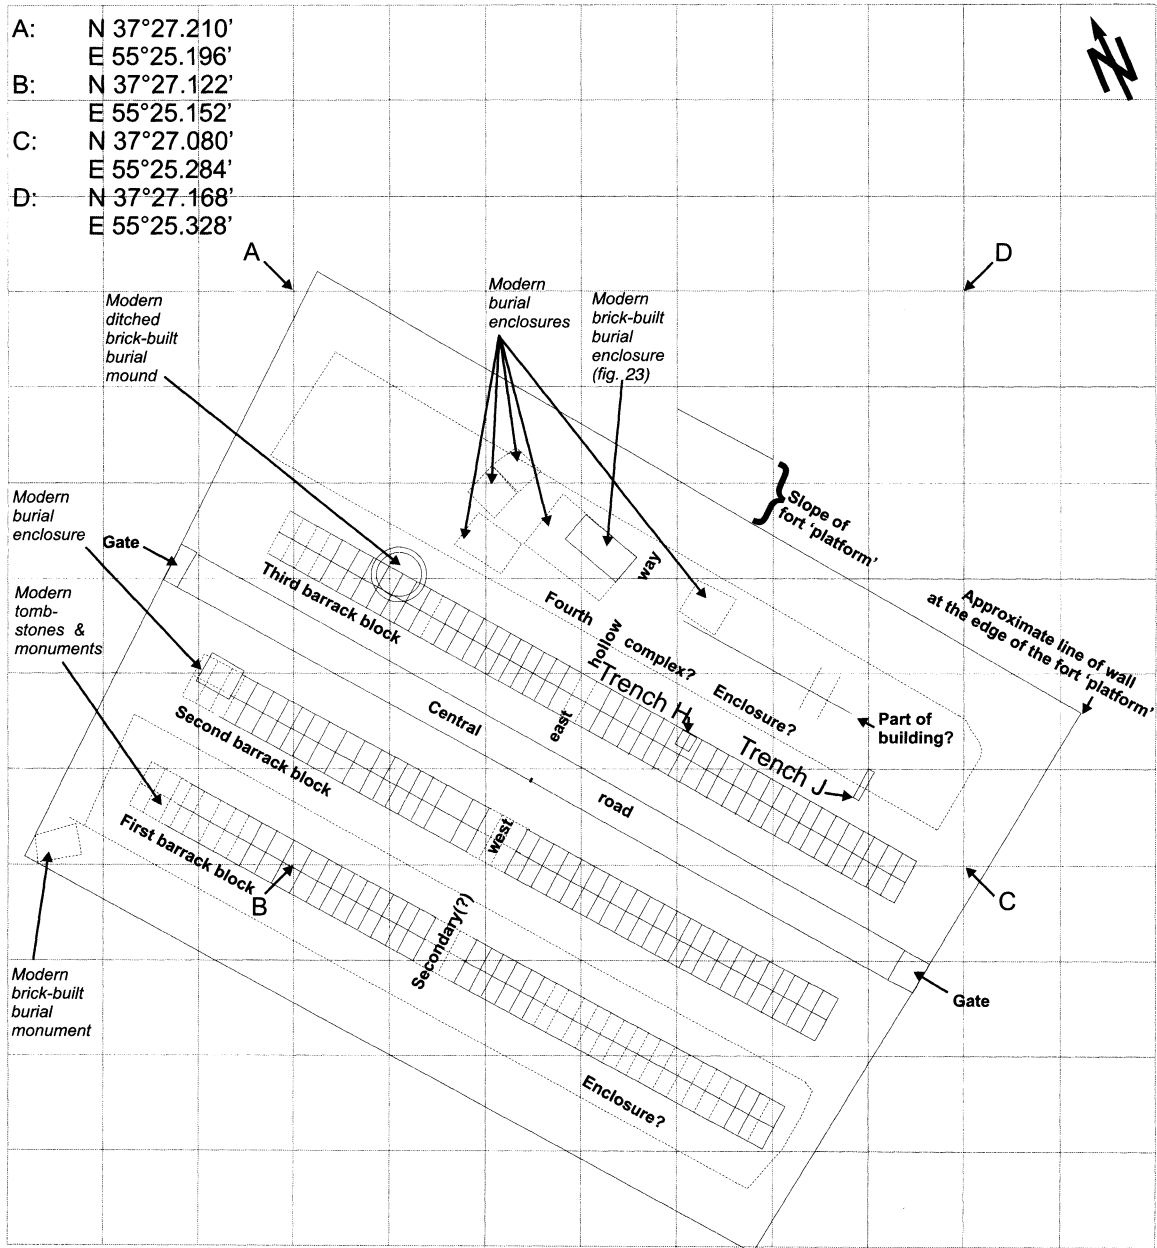 A: N 37°27.210’
E 55°25.196’
B: N 37°27.122’
E 55°25.152’
C: N 37°27.080’
E 55°25.284’
D: N 37°27.168’
E 55°25.328’
N
A
D
Modern
ditched
brick-built
burial
mound
Modern
burial
enclosures
Modern
brick-built
burial
enclosure
(fig. 23)
}
Slope of
fort ‘platform’
Modern
burial
enclosure
Gate
Modern
tomb-
stones &
monuments
Third barrack block
Fourth
complex?
way
hollow
east
west
Secondary(?)
Approximate line of wall
at the edge of the fort ‘platform’
Trench H
Enclosure?
Trench J
Part of
building?
Central
road
Second barrack block
First barrack block
B
C
Gate
Modern
brick-built
burial
monument
Enclosure?